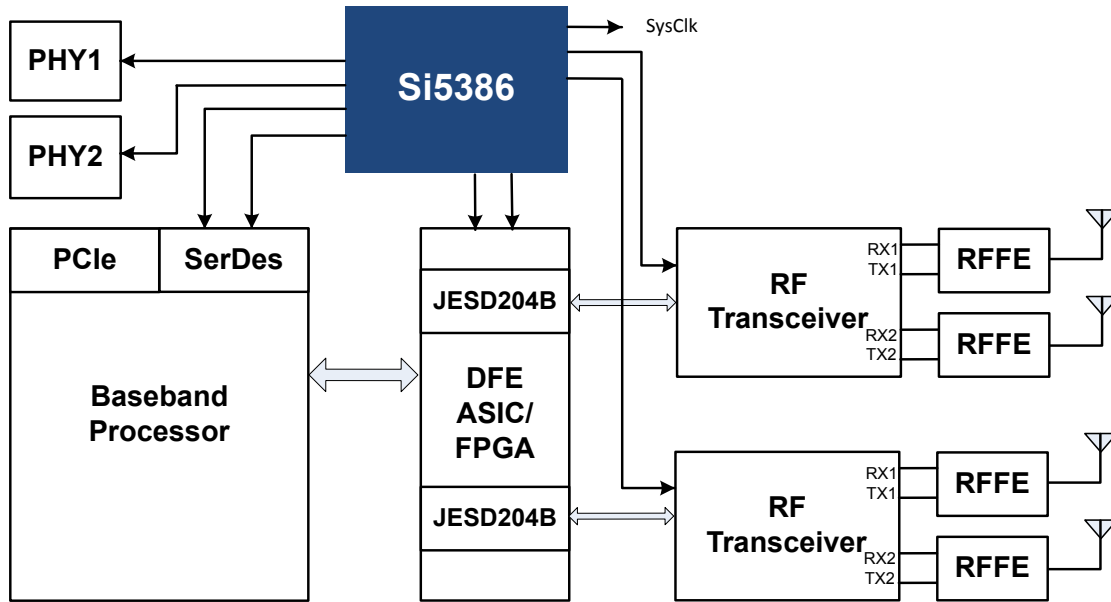 SysClk
PHY1
Si5386
PHY2
PCIe
SerDes
Baseband
Processor
JESD204B
DFE
ASIC/
FPGA
JESD204B
RF
Transceiver
RX1
TX1
RX2
TX2
RFFE
RFFE
RF
Transceiver
RX1
TX1
RX2
TX2
RFFE
RFFE